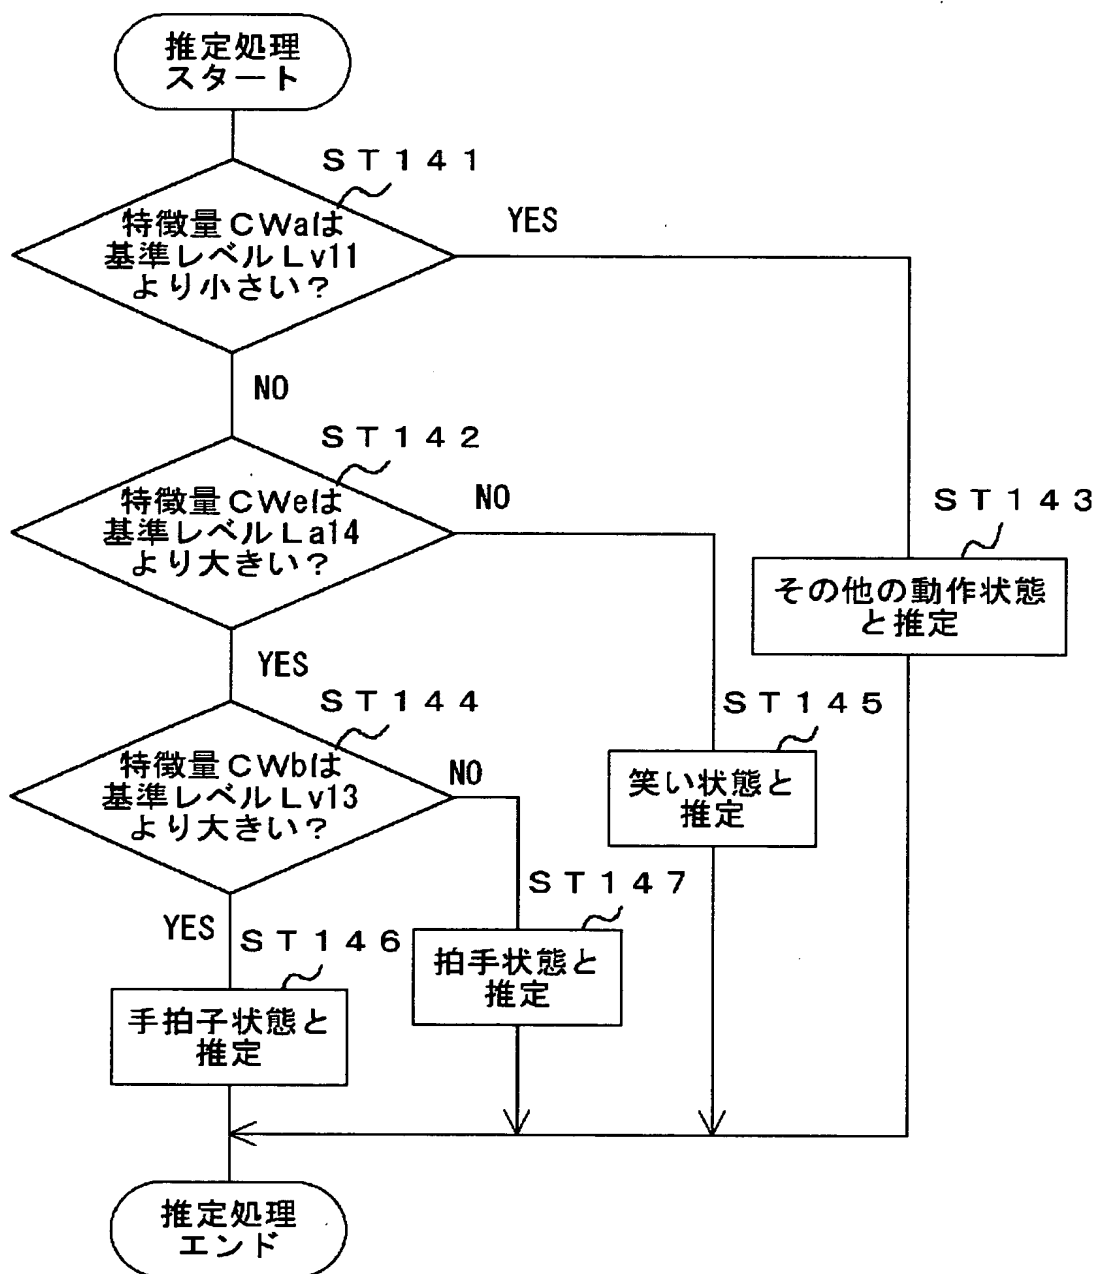 推定処理
スタート
ST141
特徴量CWaは
基準レベルLv11
より小さい?
YES
NO
ST142
特徴量CWeは
基準レベルLa14
より大きい?
NO
ST143
その他の動作状態
と推定
YES
ST144
特徴量CWbは
基準レベルLv13
より大きい?
NO
ST145
笑い状態と
推定
YES
ST146
手拍子状態と
推定
ST147
拍手状態と
推定
推定処理
エンド